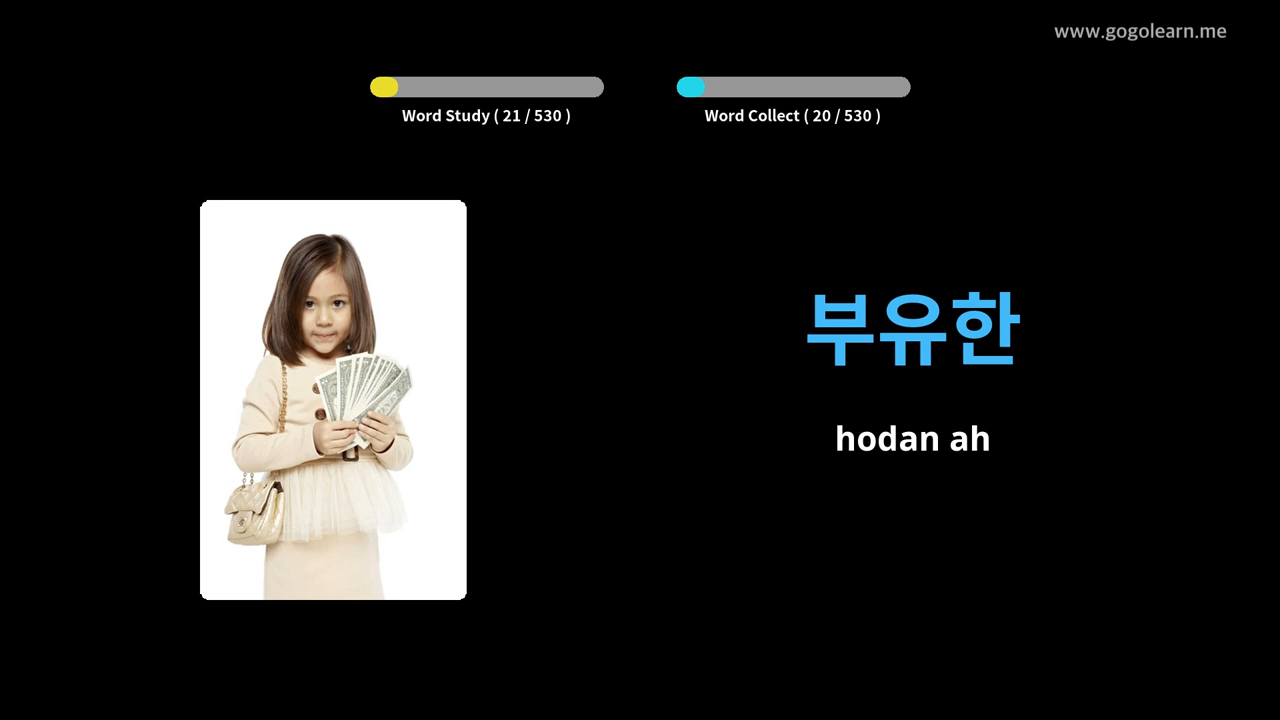 www.gogolearn.me
Word Study ( 21 / 530 )
Word Collect ( 20 / 530 )
부유한
hodan ah